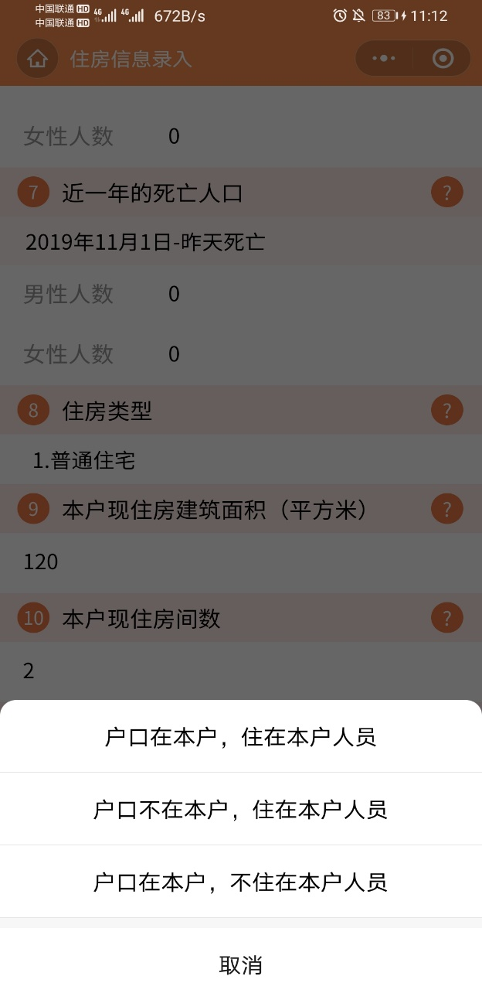 中国联通 HD 4G 4G 672B/s 83 11:12
中国联通 HD
住房信息录入
女性人数 0
7 近一年的死亡人口 ?
2019年11月1日-昨天死亡
男性人数 0
女性人数 0
8 住房类型 ?
1.普通住宅
9 本户现住房建筑面积（平方米） ?
120
10 本户现住房间数 ?
2
户口在本户，住在本户人员
户口不在本户，住在本户人员
户口在本户，不住在本户人员
取消